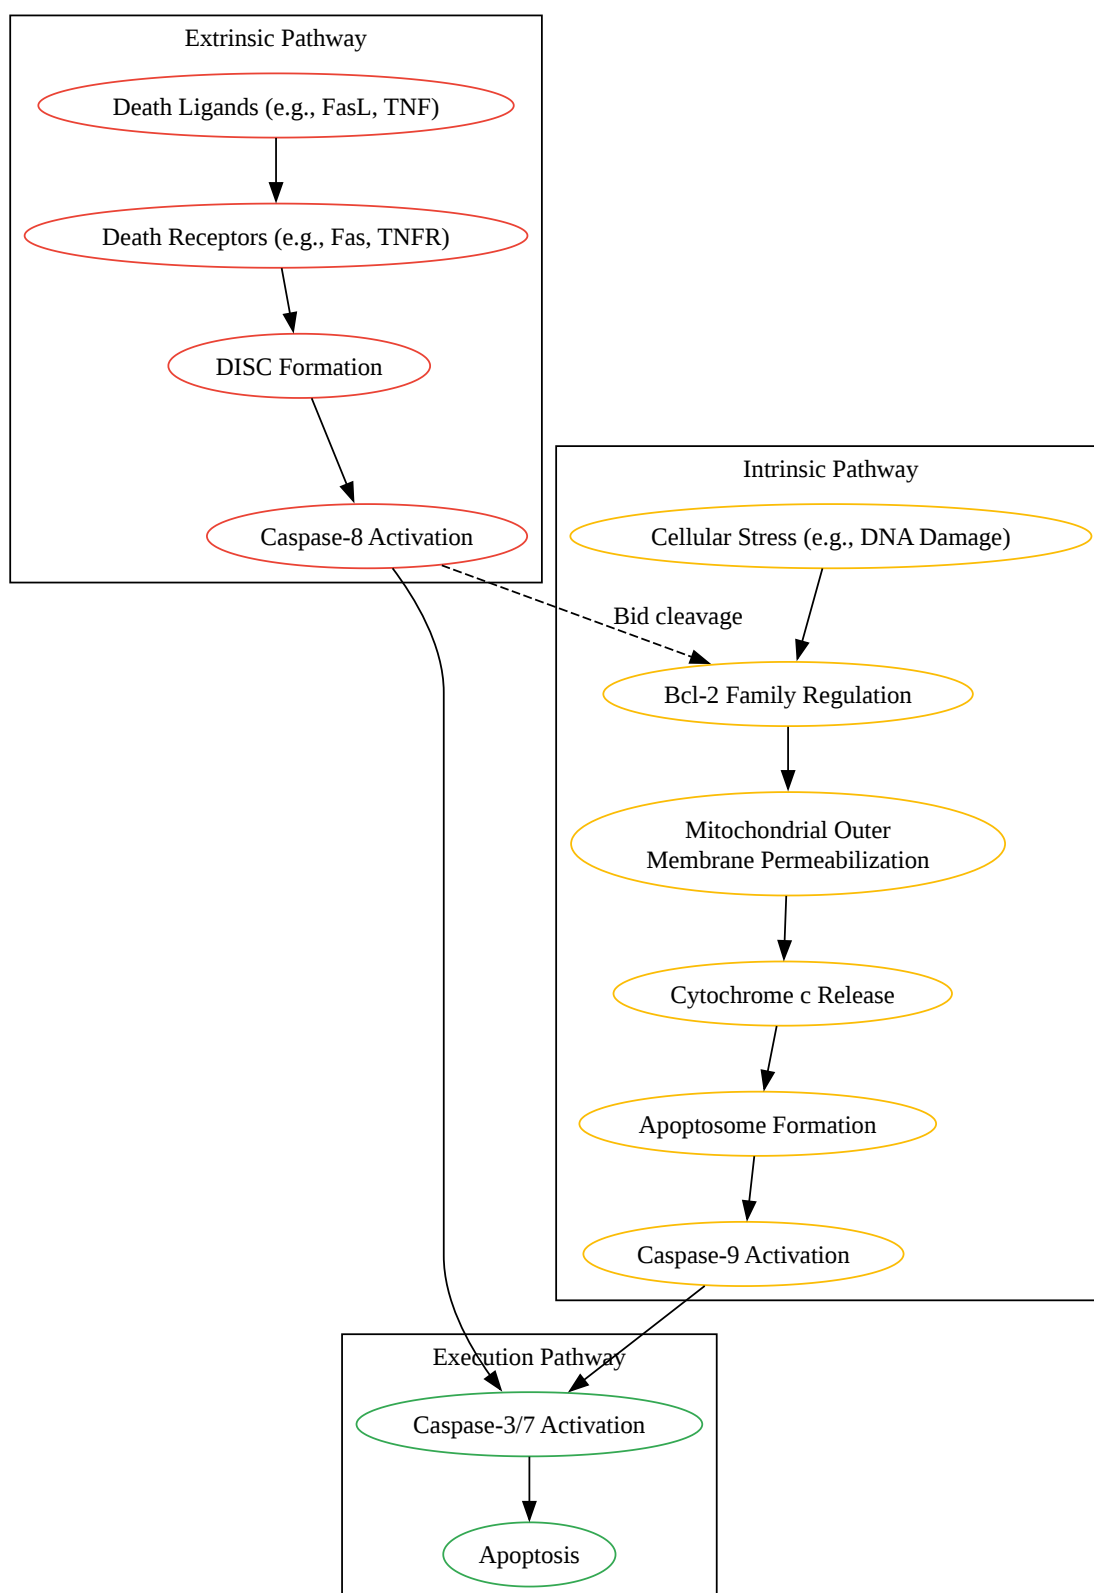 Extrinsic Pathway
Death Ligands (e.g., FasL, TNF)
Death Receptors (e.g., Fas, TNFR)
DISC Formation
Caspase-8 Activation
Intrinsic Pathway
Cellular Stress (e.g., DNA Damage)
Bid cleavage
Bcl-2 Family Regulation
Mitochondrial Outer
Membrane Permeabilization
Cytochrome c Release
Apoptosome Formation
Caspase-9 Activation
Execution Pathway
Caspase-3/7 Activation
Apoptosis